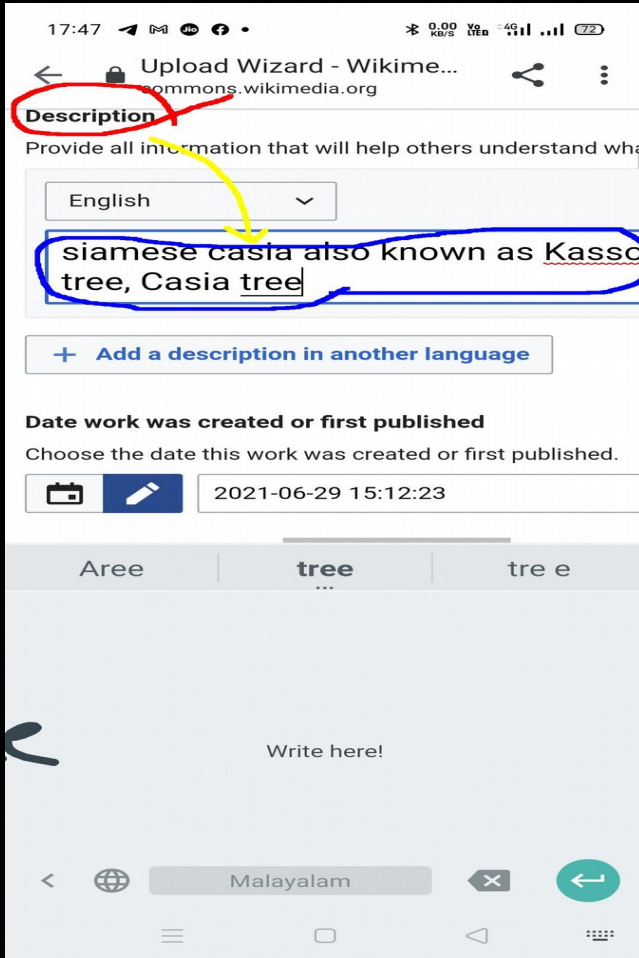 17:47
0.00 KB/S
Vo LTED
4G
72
Upload Wizard - Wikime...
commons.wikimedia.org
Description
Provide all information that will help others understand wha
English
siamese casia also known as Kasso
tree, Casia tree
+ Add a description in another language
Date work was created or first published
Choose the date this work was created or first published.
2021-06-29 15:12:23
Aree tree tre e
...
Write here!
Malayalam